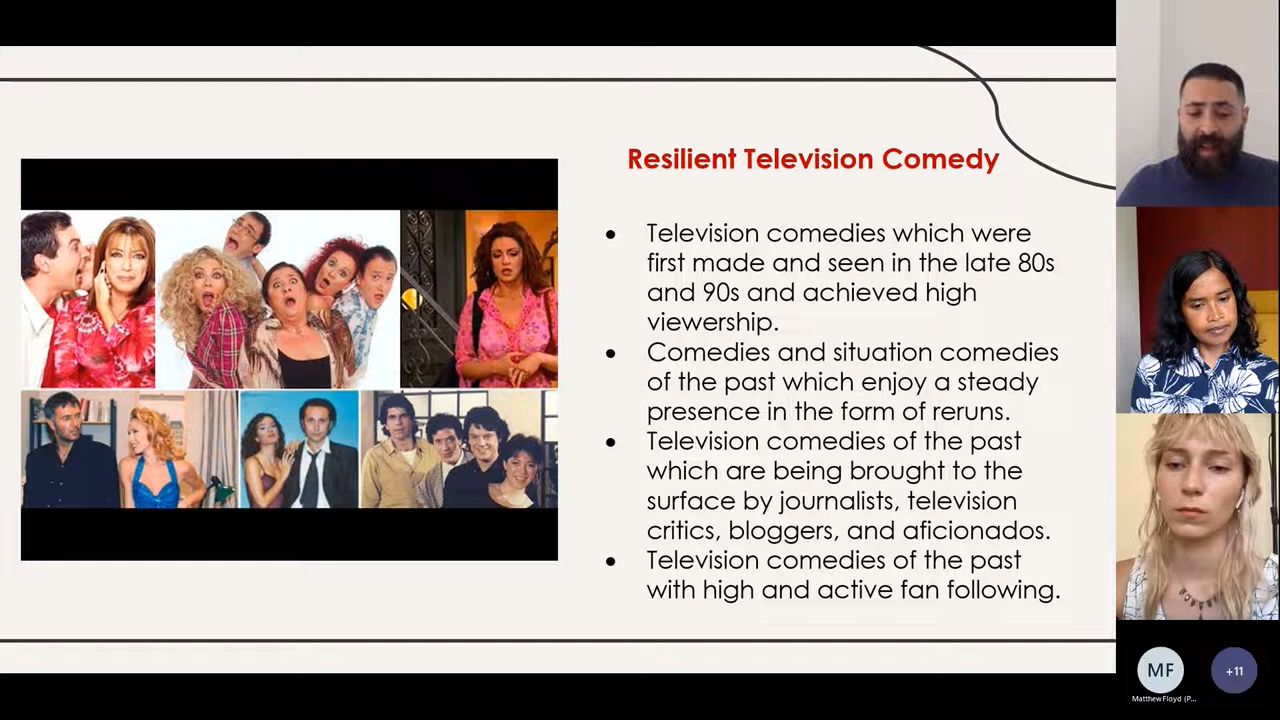 Resilient Television Comedy
• Television comedies which were
first made and seen in the late 80s
and 90s and achieved high
viewership.
• Comedies and situation comedies
of the past which enjoy a steady
presence in the form of reruns.
• Television comedies of the past
which are being brought to the
surface by journalists, television
critics, bloggers, and aficionados.
• Television comedies of the past
with high and active fan following.
MF
+11
Matthew Floyd (P...